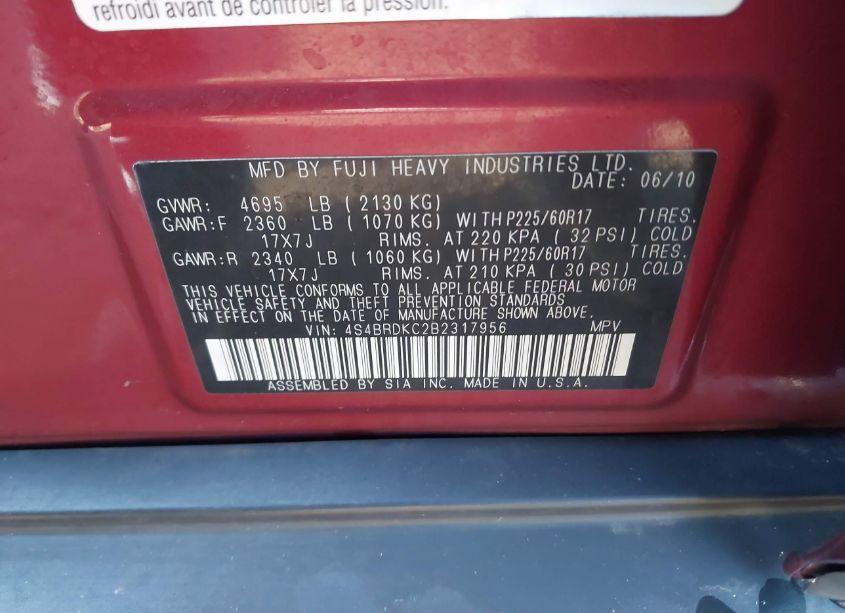 refroidi avant de contrôler la pression.
MFD BY FUJI HEAVY INDUSTRIES LTD.
DATE: 06/10
GVWR: 4695 LB ( 2130 KG)
GAWR:F 2360 LB ( 1070 KG) WITH P225/60R17 TIRES.
17X7J RIMS. AT 220 KPA ( 32 PSI) COLD
GAWR:R 2340 LB ( 1060 KG) WITH P225/60R17 TIRES.
17X7J RIMS. AT 210 KPA ( 30 PSI) COLD
THIS VEHICLE CONFORMS TO ALL APPLICABLE FEDERAL MOTOR
VEHICLE SAFETY AND THEFT PREVENTION STANDARDS
IN EFFECT ON THE DATE OF MANUFACTURE SHOWN ABOVE.
VIN: 4S4BRDKC2B2317956 MPV
ASSEMBLED BY SIA INC. MADE IN U.S.A.